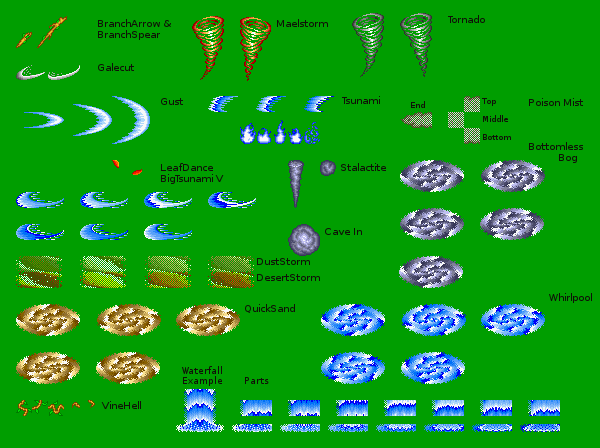 BranchArrow &
BranchSpear
Maelstorm
Tornado
Galecut
Gust
Tsunami
End
Top
Middle
Bottom
Poison Mist
Bottomless
Bog
LeafDance
BigTsunami V
Stalactite
Cave In
DustStorm
DesertStorm
QuickSand
Whirlpool
Waterfall
Example
Parts
VineHell